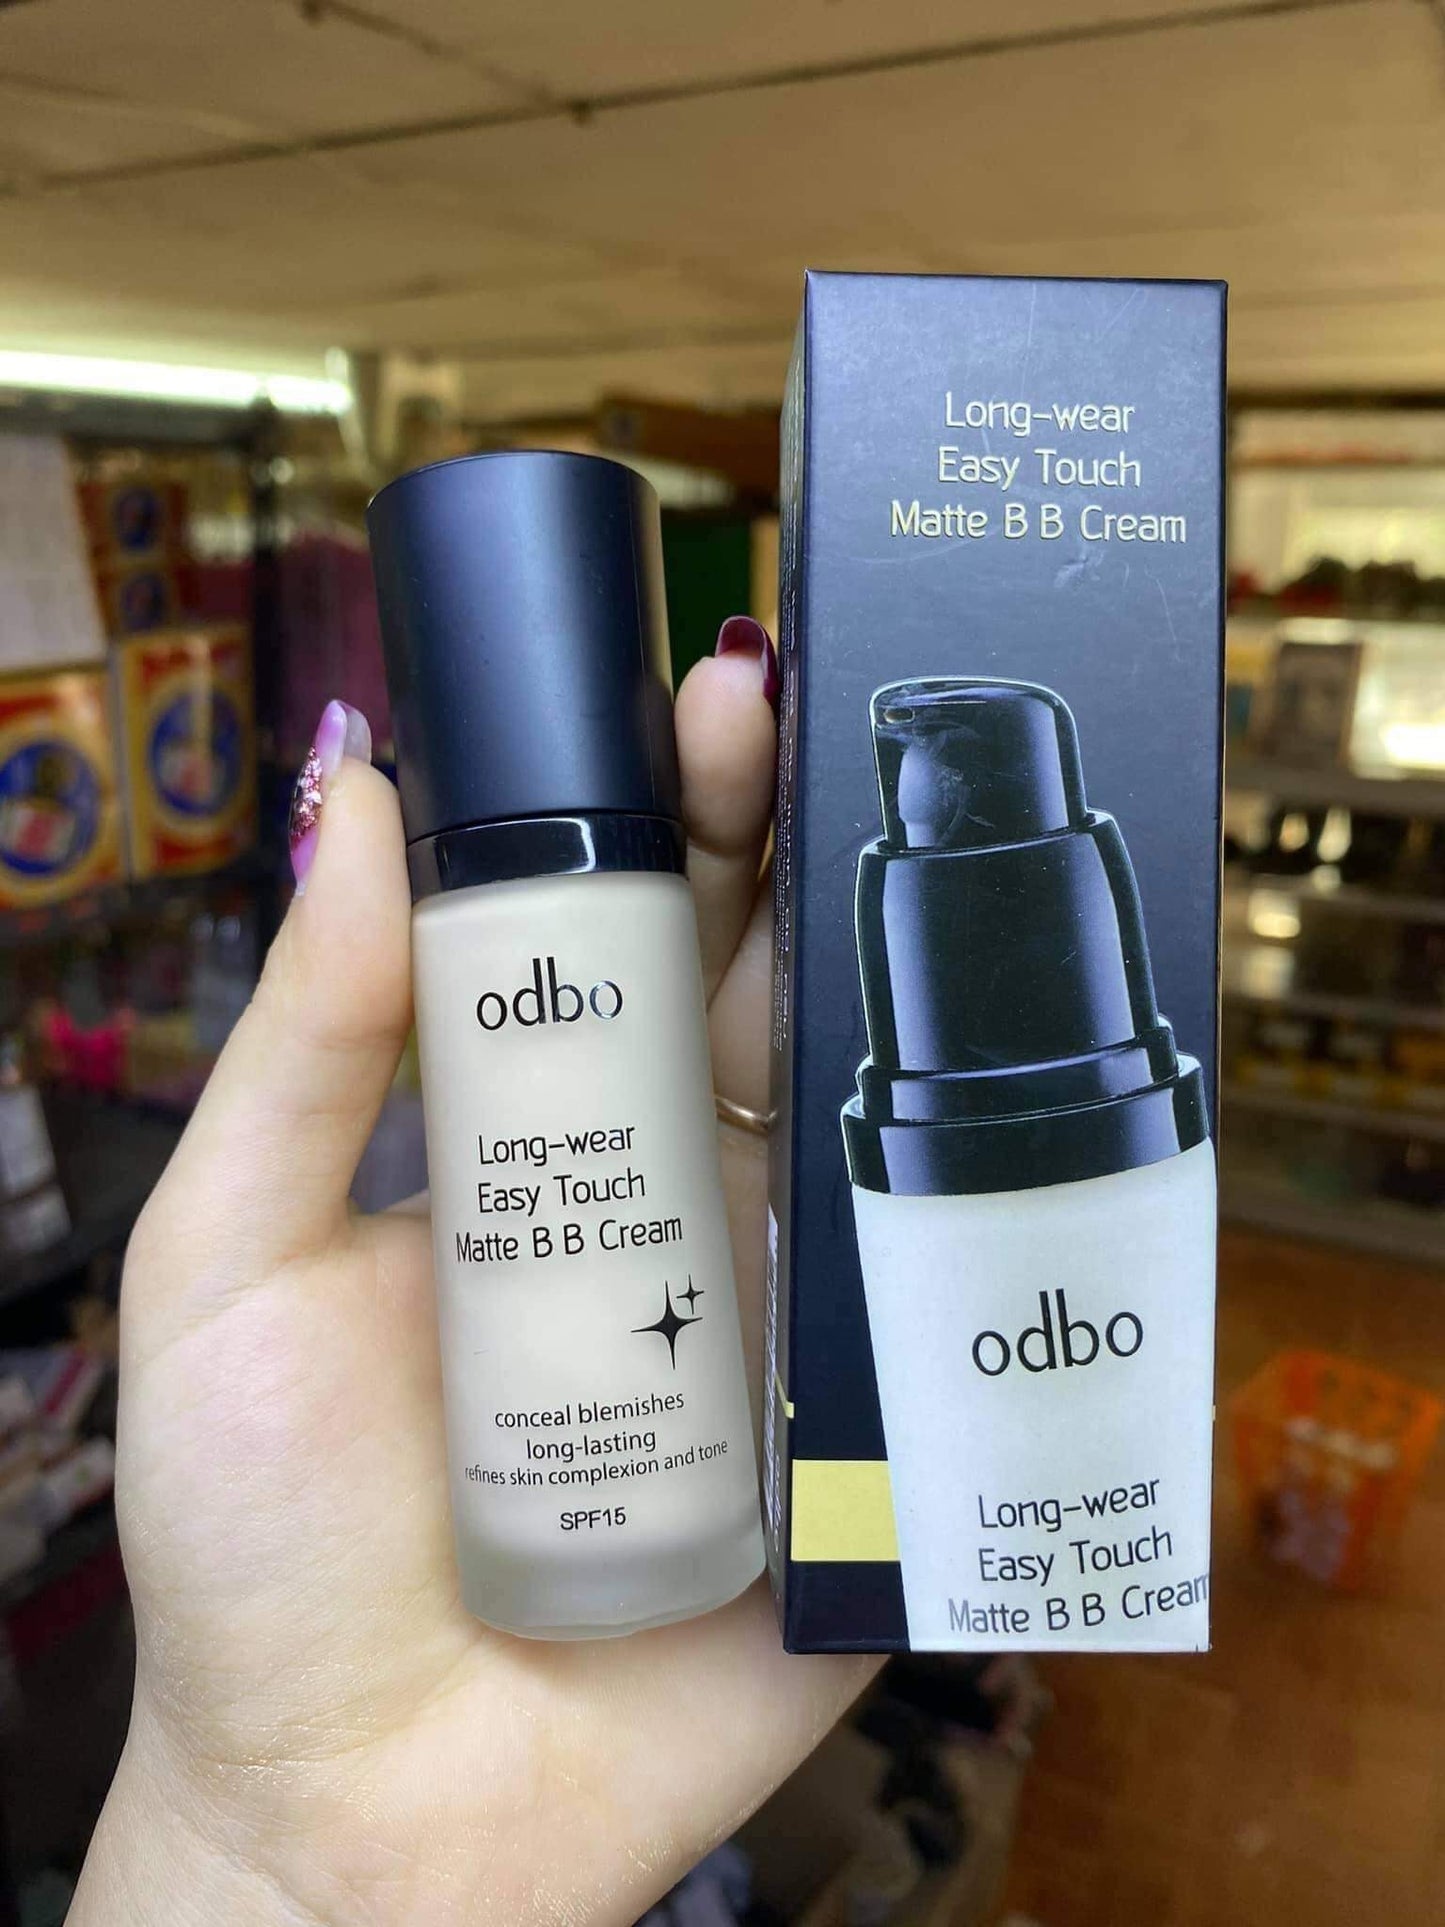 odbo
Long-wear
Easy Touch
Matte B B Cream
conceal blemishes
long-lasting
refines skin complexion and tone
SPF15
Long-wear
Easy Touch
Matte B B Cream
odbo
Long-wear
Easy Touch
Matte B B Cream